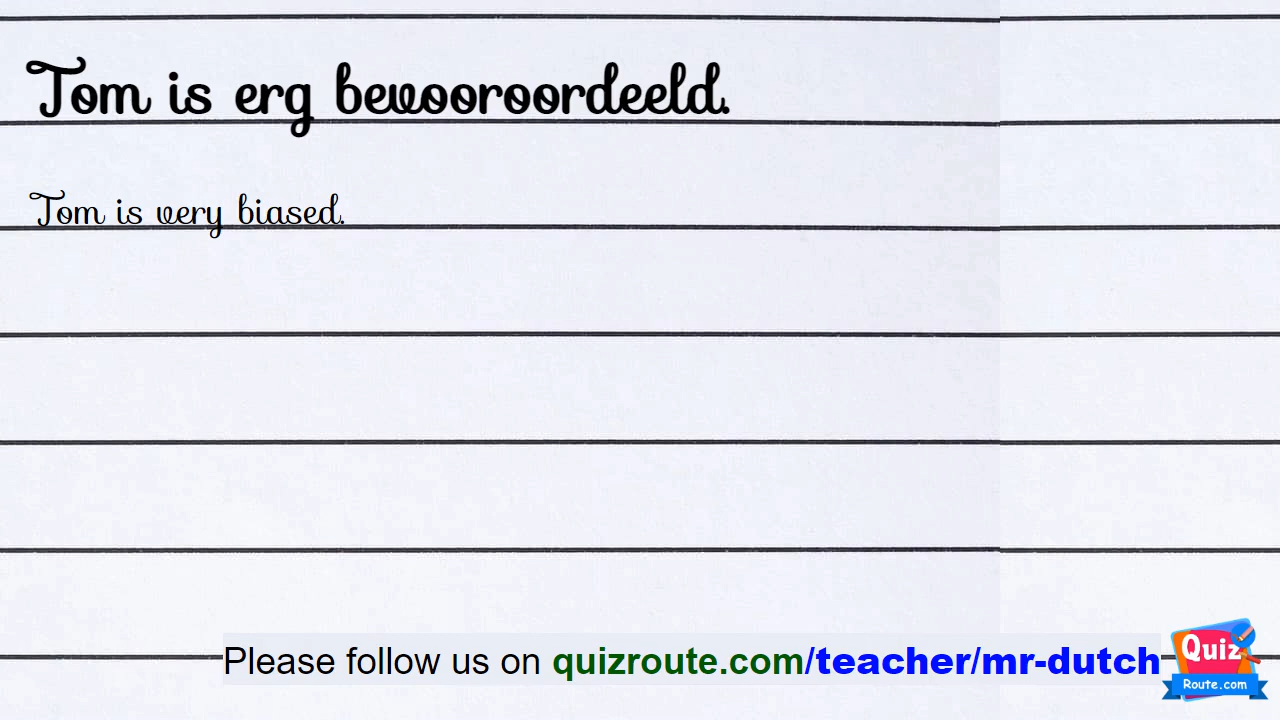 Tom is erg bevooroordeeld.
Tom is very biased.
Please follow us on quizroute.com/teacher/mr-dutch
Quiz
Route.com